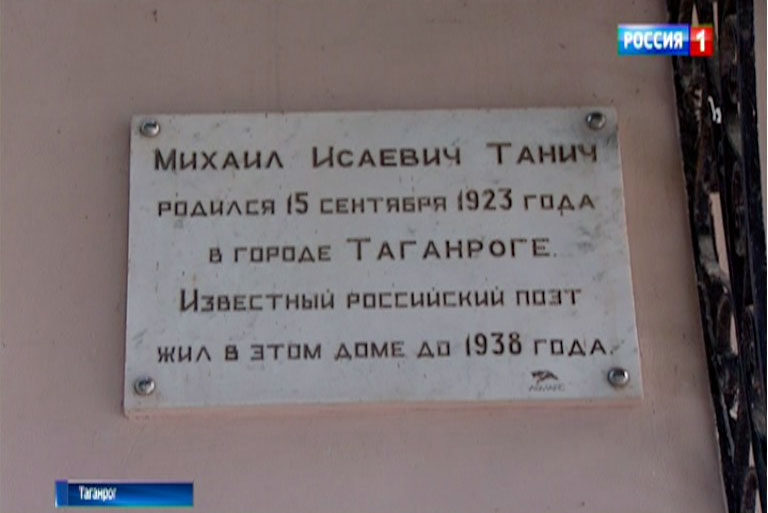 РОССИЯ 1
МИХАИЛ ИСАЕВИЧ ТАНИЧ
РОДИЛСЯ 15 СЕНТЯБРЯ 1923 ГОДА
В ГОРОДЕ ТАГАНРОГЕ.
ИЗВЕСТНЫЙ РОССИЙСКИЙ ПОЭТ
ЖИЛ В ЭТОМ ДОМЕ ДО 1938 ГОДА.
Таганрог